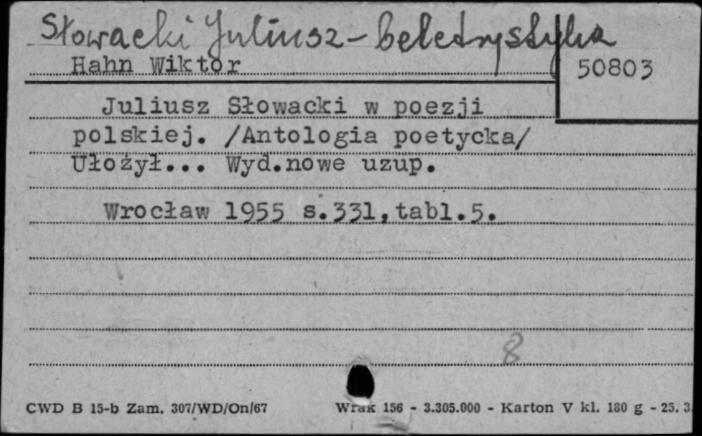 Słowacki Juliusz - beletrystyka
Hahn Wiktor
50803
Juliusz Słowacki w poezji
polskiej. /Antologia poetycka/
Ułożył... Wyd.nowe uzup.
Wrocław 1955 s.331,tabl.5.
8
CWD B 15-b Zam. 307/WD/On/67 Wrak 156 - 3.305.000 - Karton V kl. 180 g - 25. 3